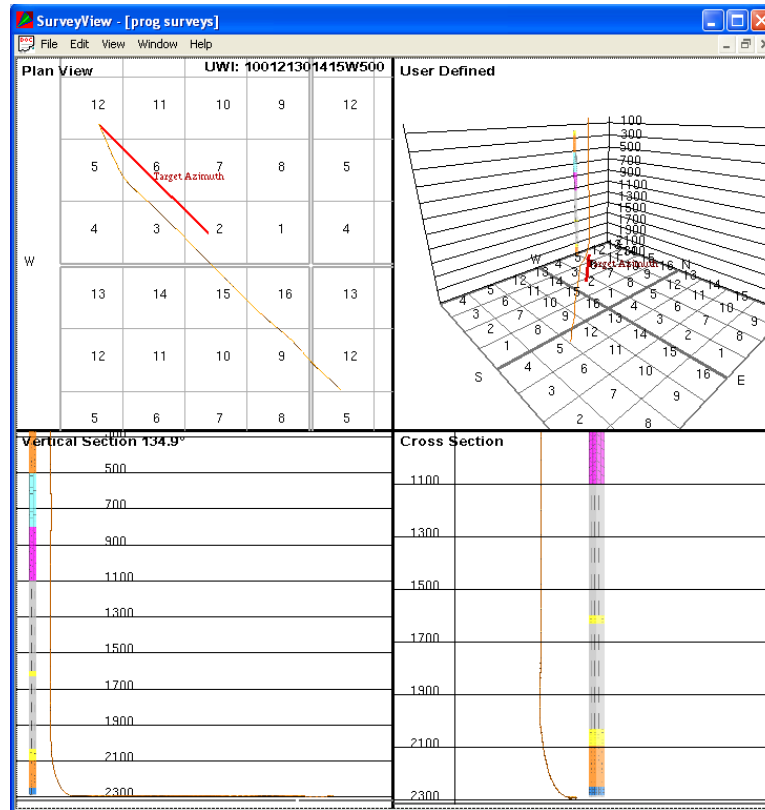 SurveyView - [prog surveys]
File Edit View Window Help
Plan View UWI: 100121301414W500
12 11 10 9 12
5 6 7 8 5
Target Azimuth
4 3 2 1 4
W
13 14 15 16 13
12 11 10 9 12
5 6 7 8 5
User Defined
100
300
500
700
900
1100
1300
1500
1700
1900
W N
Target Azimuth
S E
Vertical Section 134.9°
500
700
900
1100
1300
1500
1700
1900
2100
2300
Cross Section
1100
1300
1500
1700
1900
2100
2300